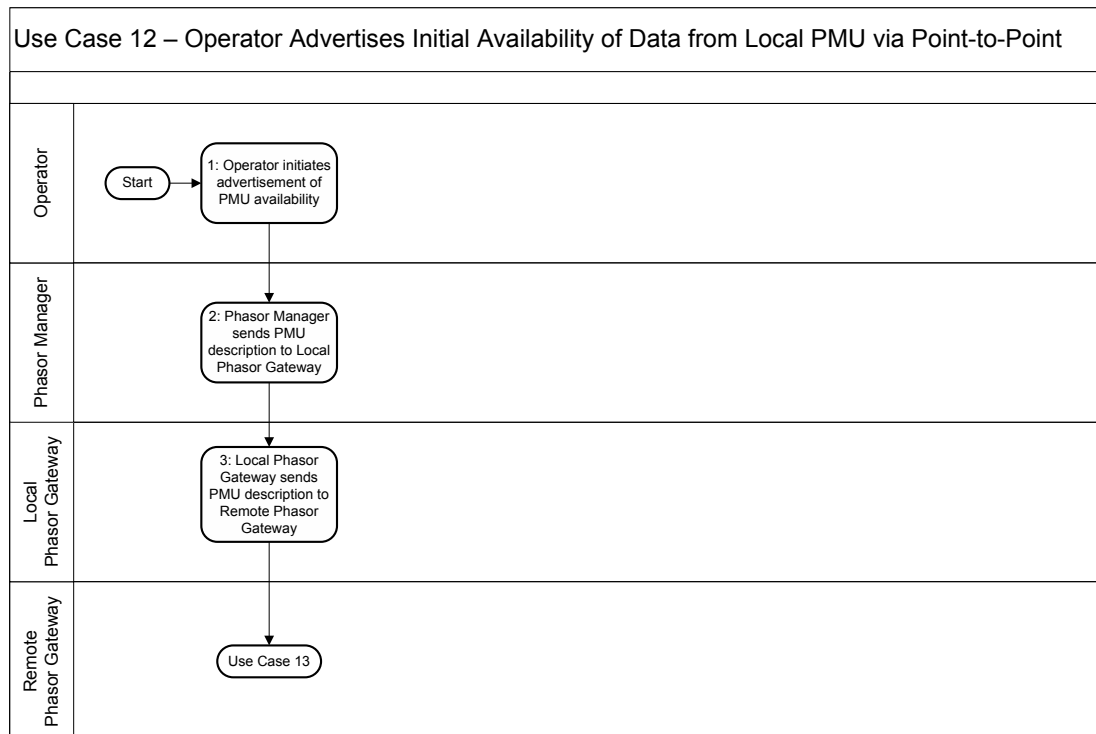 Use Case 12 – Operator Advertises Initial Availability of Data from Local PMU via Point-to-Point
Operator
Start
1: Operator initiates
advertisement of
PMU availability
Phasor Manager
2: Phasor Manager
sends PMU
description to Local
Phasor Gateway
Local
Phasor Gateway
3: Local Phasor
Gateway sends
PMU description to
Remote Phasor
Gateway
Remote
Phasor Gateway
Use Case 13